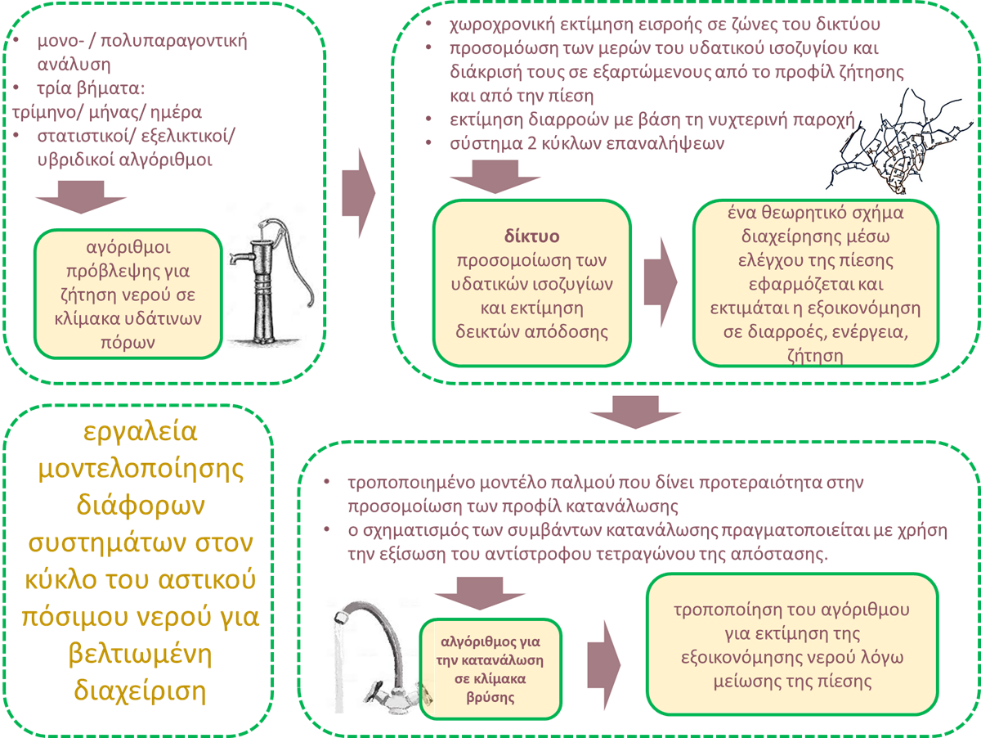 • μονο- / πολυπαραγοντική
ανάλυση
• τρία βήματα:
τρίμηνο/ μήνας/ ημέρα
• στατιστικοί/ εξελικτικοί/
υβριδικοί αλγόριθμοι
αγόριθμοι
πρόβλεψης για
ζήτηση νερού σε
κλίμακα υδάτινων
πόρων
• χωροχρονική εκτίμηση εισροής σε ζώνες του δικτύου
• προσομόωση των μερών του υδατικού ισοζυγίου και
διάκρισή τους σε εξαρτώμενους από το προφίλ ζήτησης
και από την πίεση
• εκτίμηση διαρροών με βάση τη νυχτερινή παροχή
• σύστημα 2 κύκλων επαναλήψεων
δίκτυο
προσομοίωση των
υδατικών ισοζυγίων
και εκτίμηση
δεικτών απόδοσης
ένα θεωρητικό σχήμα
διαχείρησης μέσω
ελέγχου της πίεσης
εφαρμόζεται και
εκτιμάται η εξοικονόμηση
σε διαρροές, ενέργεια,
ζήτηση
εργαλεία
μοντελοποίησης
διάφορων
συστημάτων στον
κύκλο του αστικού
πόσιμου νερού για
βελτιωμένη
διαχείριση
• τροποποιημένο μοντέλο παλμού που δίνει προτεραιότητα στην
προσομοίωση των προφίλ κατανάλωσης
• ο σχηματισμός των συμβάντων κατανάλωσης πραγματοποιείται με χρήση
την εξίσωση του αντίστροφου τετραγώνου της απόστασης.
αλγόριθμος για
την κατανάλωση
σε κλίμακα
βρύσης
τροποποίηση του αγόριθμου
για εκτίμηση της
εξοικονόμησης νερού λόγω
μείωσης της πίεσης